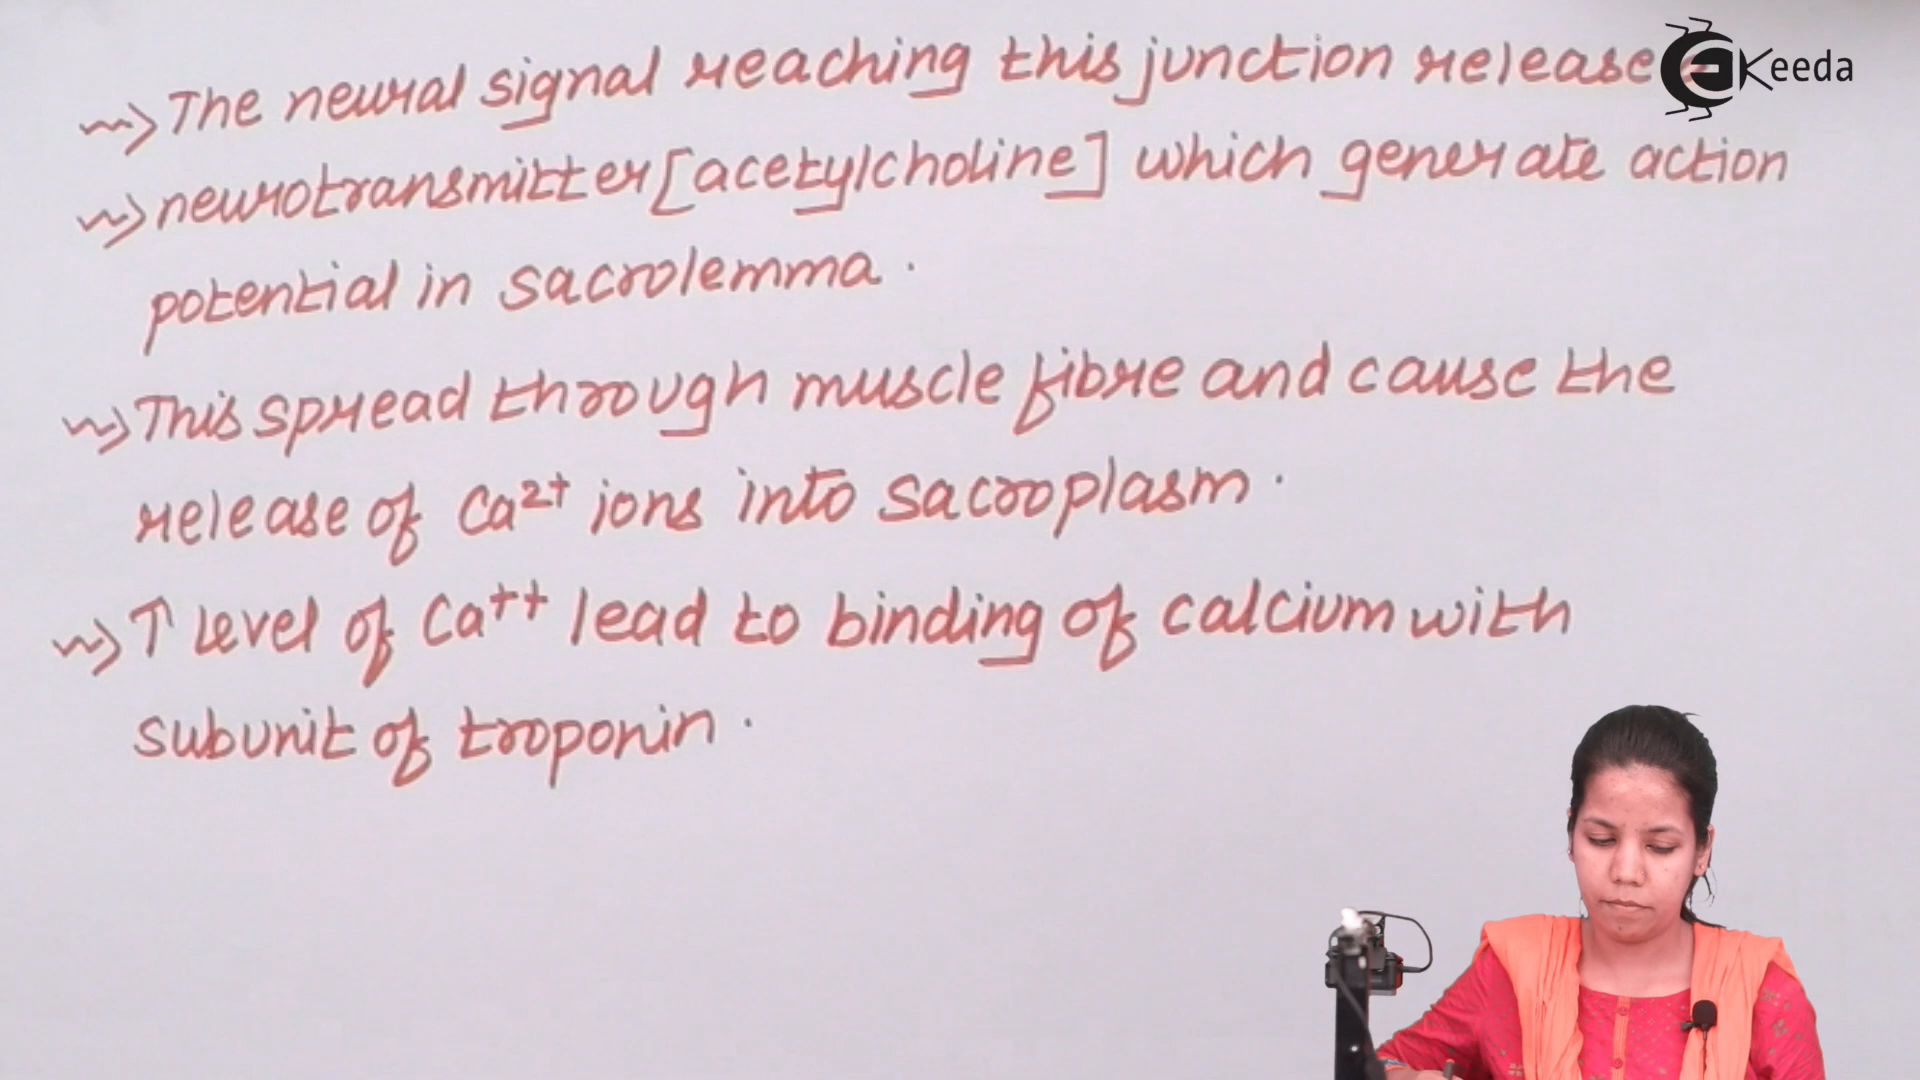 ~~> The neural signal reaching this junction release
~~> neurotransmitter [acetylcholine] which generate action
potential in sacrolemma.
~~> This spread through muscle fibre and cause the
release of Ca2+ ions into sacroplasm.
~~> ↑ level of Ca++ lead to binding of calcium with
subunit of troponin.
eKeeda